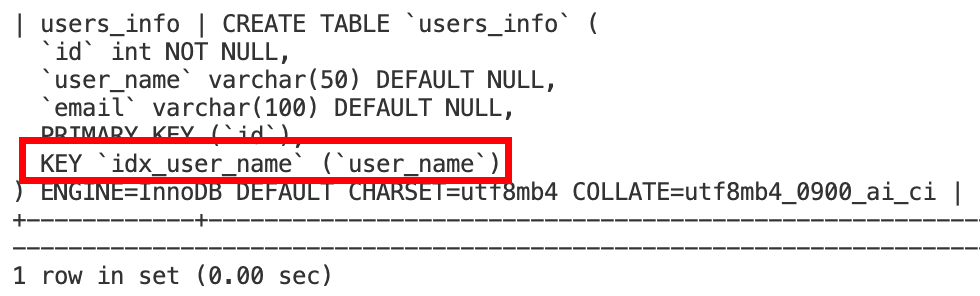 | users_info | CREATE TABLE `users_info` (
  `id` int NOT NULL,
  `user_name` varchar(50) DEFAULT NULL,
  `email` varchar(100) DEFAULT NULL,
  PRIMARY KEY (`id`),
  KEY `idx_user_name` (`user_name`)
) ENGINE=InnoDB DEFAULT CHARSET=utf8mb4 COLLATE=utf8mb4_0900_ai_ci |
+------------+-------------------------------------------------------
---------------------------------------------------------------------
1 row in set (0.00 sec)